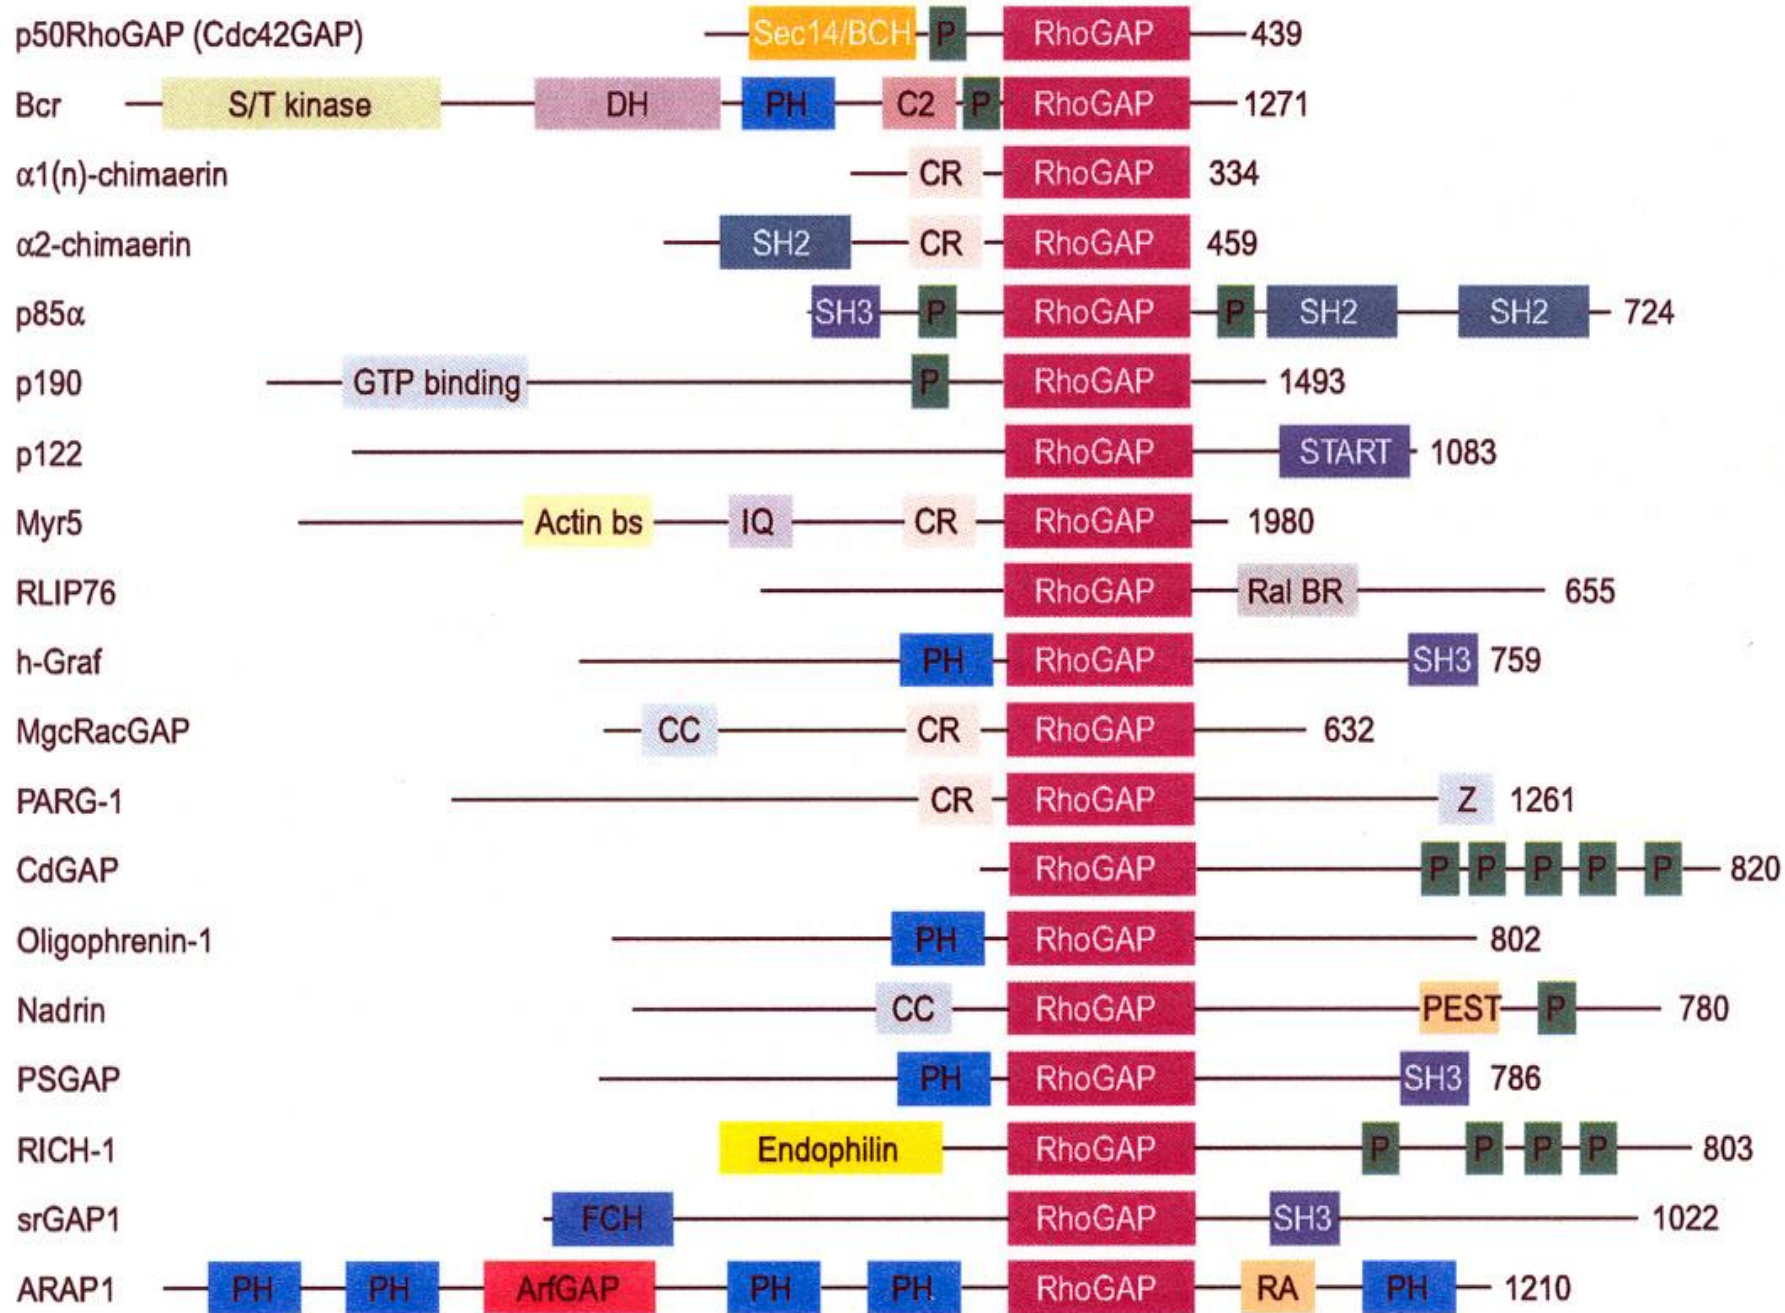 p50RhoGAP (Cdc42GAP) Sec14/BCH P RhoGAP 439
Bcr S/T kinase DH PH C2 P RhoGAP 1271
α1(n)-chimaerin CR RhoGAP 334
α2-chimaerin SH2 CR RhoGAP 459
p85α SH3 P RhoGAP P SH2 SH2 724
p190 GTP binding P RhoGAP 1493
p122 RhoGAP START 1083
Myr5 Actin bs IQ CR RhoGAP 1980
RLIP76 RhoGAP Ral BR 655
h-Graf PH RhoGAP SH3 759
MgcRacGAP CC CR RhoGAP 632
PARG-1 CR RhoGAP Z 1261
CdGAP RhoGAP P P P P P 820
Oligophrenin-1 PH RhoGAP 802
Nadrin CC RhoGAP PEST P 780
PSGAP PH RhoGAP SH3 786
RICH-1 Endophilin RhoGAP P P P P 803
srGAP1 FCH RhoGAP SH3 1022
ARAP1 PH PH ArfGAP PH PH RhoGAP RA PH 1210